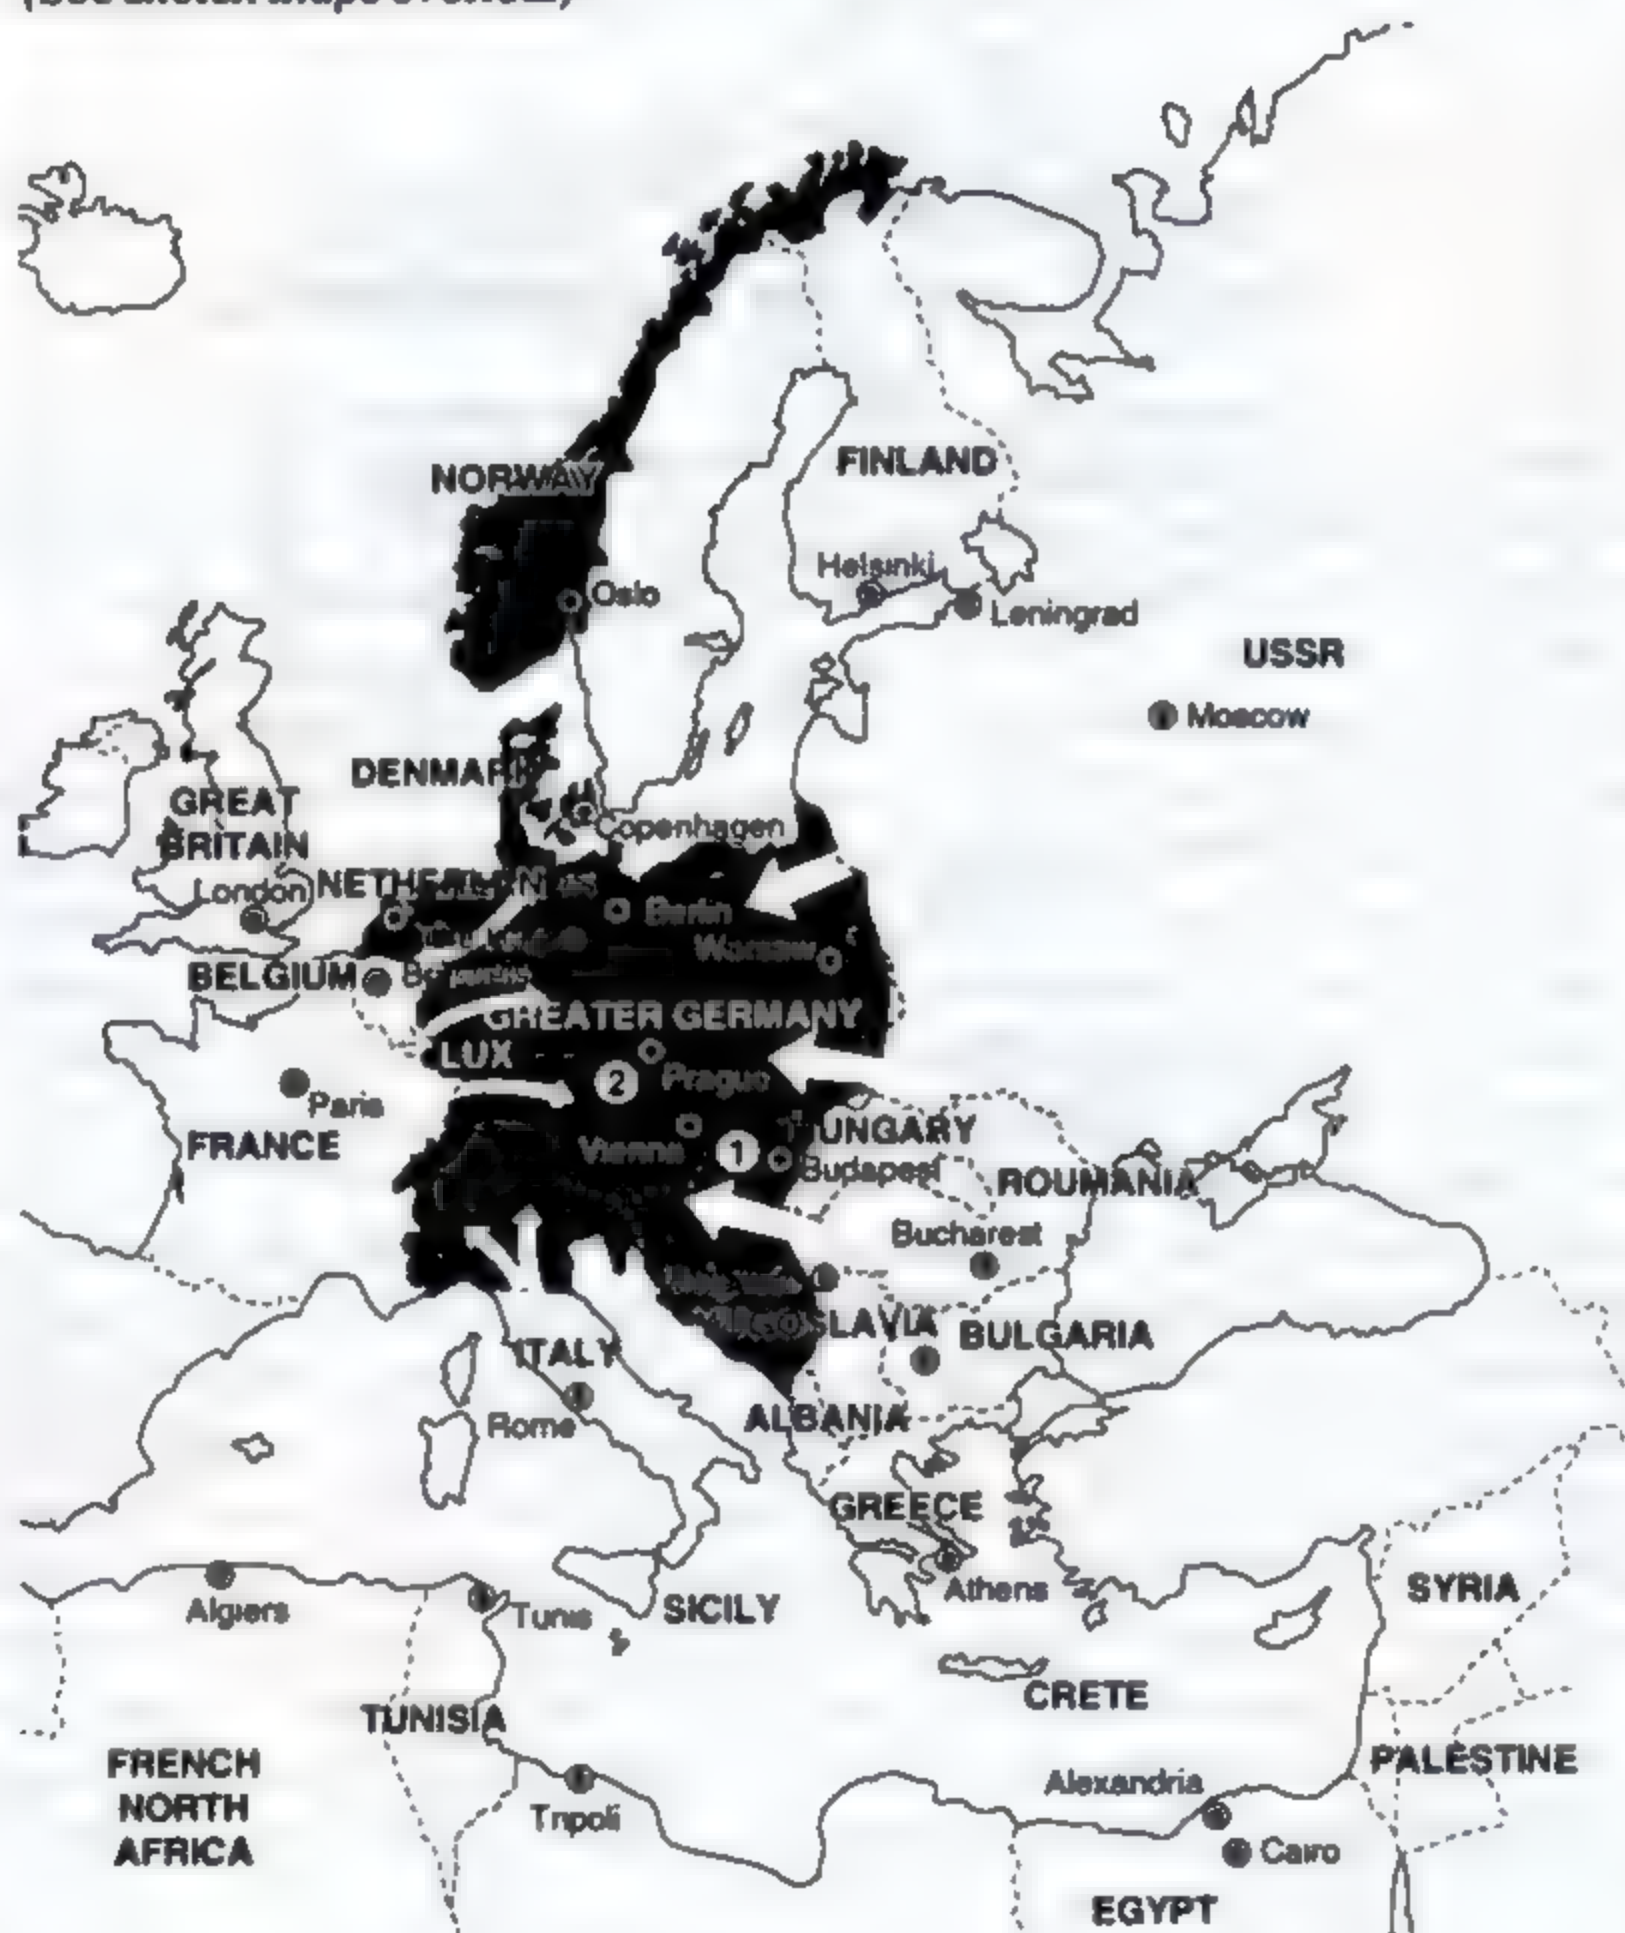 NORWAY
FINLAND
Helsinki
Oslo
Leningrad
USSR
Moscow
DENMARK
GREAT
BRITAIN
Copenhagen
London
Berlin
Warsaw
BELGIUM
GREATER GERMANY
LUX
2
Prague
Paris
FRANCE
Vienna
1
HUNGARY
Budapest
ROUMANIA
Bucharest
SLAVIA
BULGARIA
ITALY
Rome
ALBANIA
GREECE
Athens
SYRIA
Algiers
Tunis
SICILY
CRETE
TUNISIA
PALESTINE
FRENCH
NORTH
AFRICA
Tripoli
Alexandria
Cairo
EGYPT